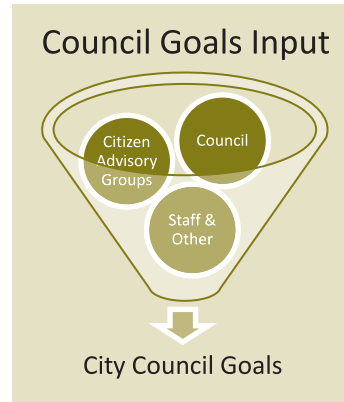 Council Goals Input
Citizen
Advisory
Groups
Council
Staff &
Other
City Council Goals